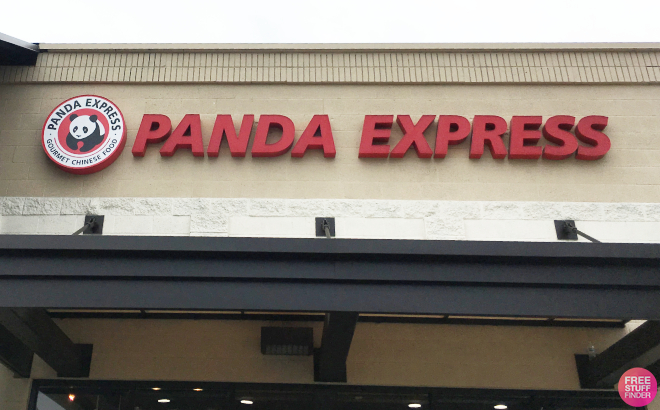 PANDA EXPRESS
GOURMET CHINESE FOOD
PANDA EXPRESS
FREE
STUFF
FINDER